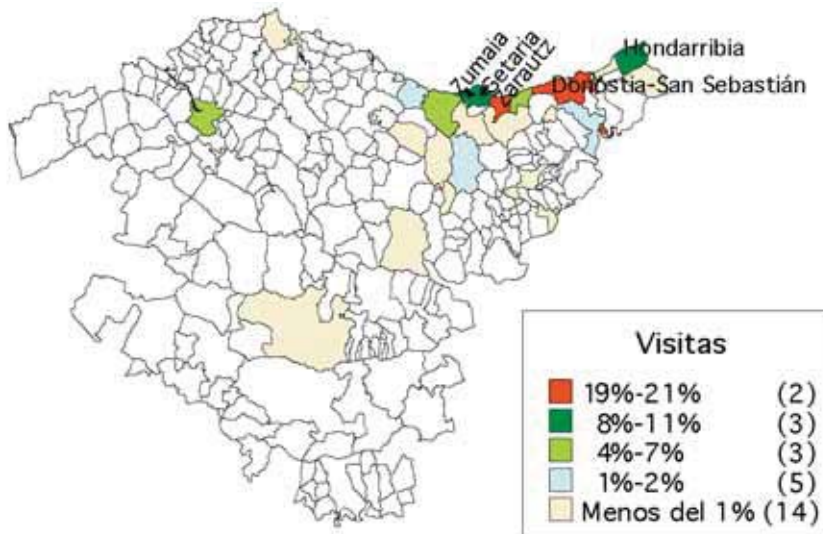 Zumaia
Getaria
Zarautz
Hondarribia
Donostia-San Sebastián
Visitas
19%-21% (2)
8%-11% (3)
4%-7% (3)
1%-2% (5)
Menos del 1% (14)